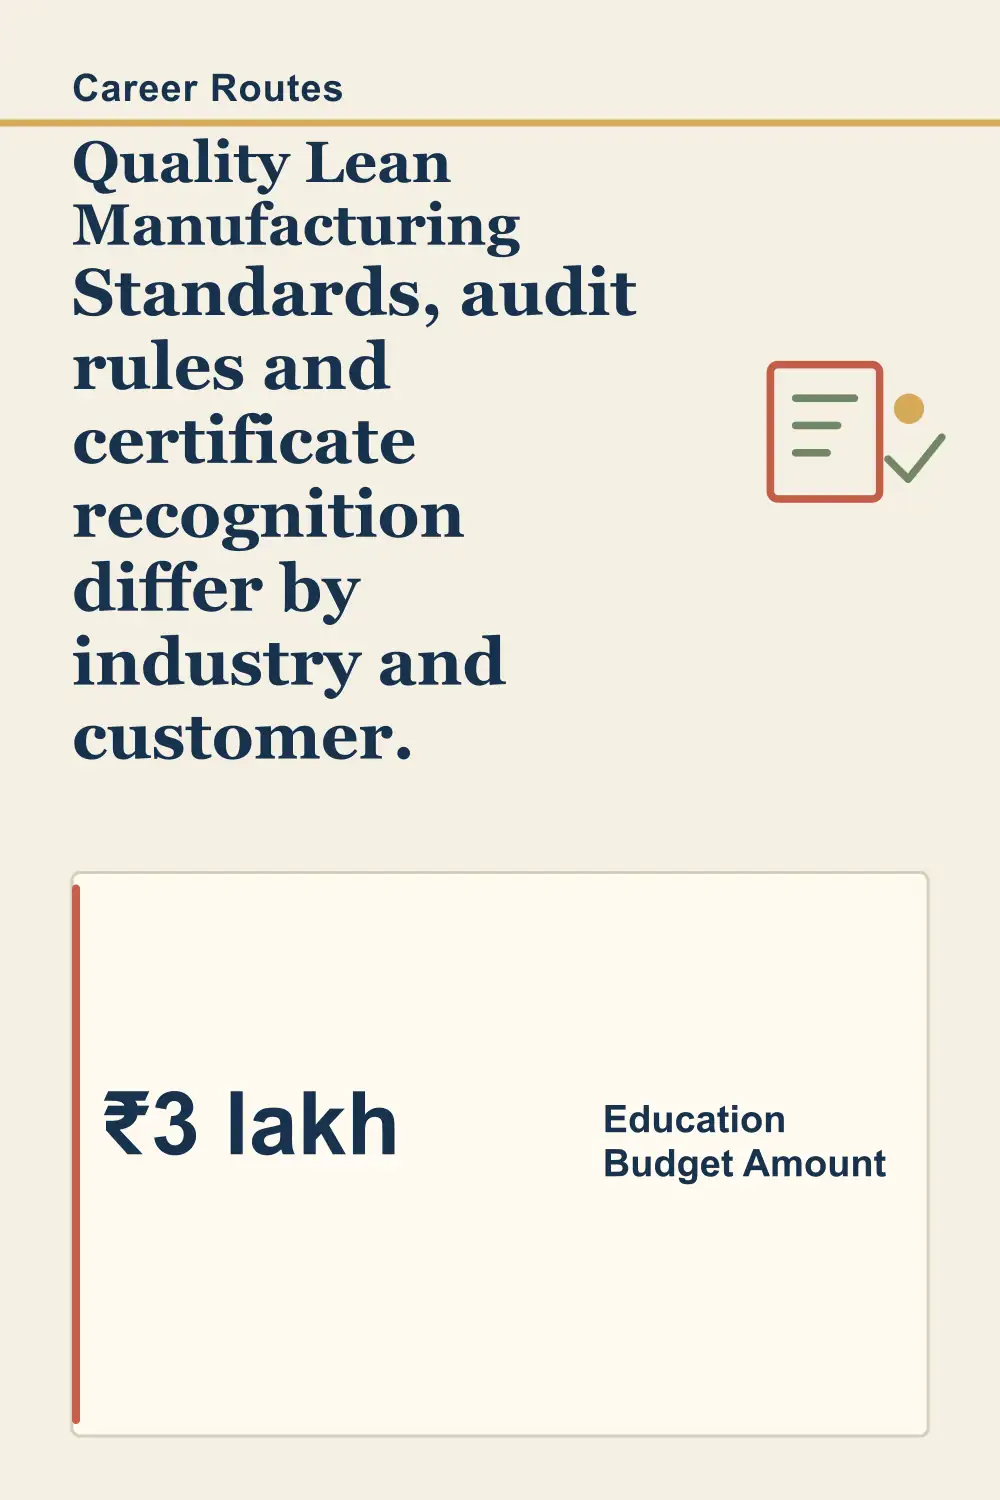 Career Routes
Quality Lean
Manufacturing
Standards, audit
rules and
certificate
recognition
differ by
industry and
customer.
₹3 lakh
Education
Budget Amount